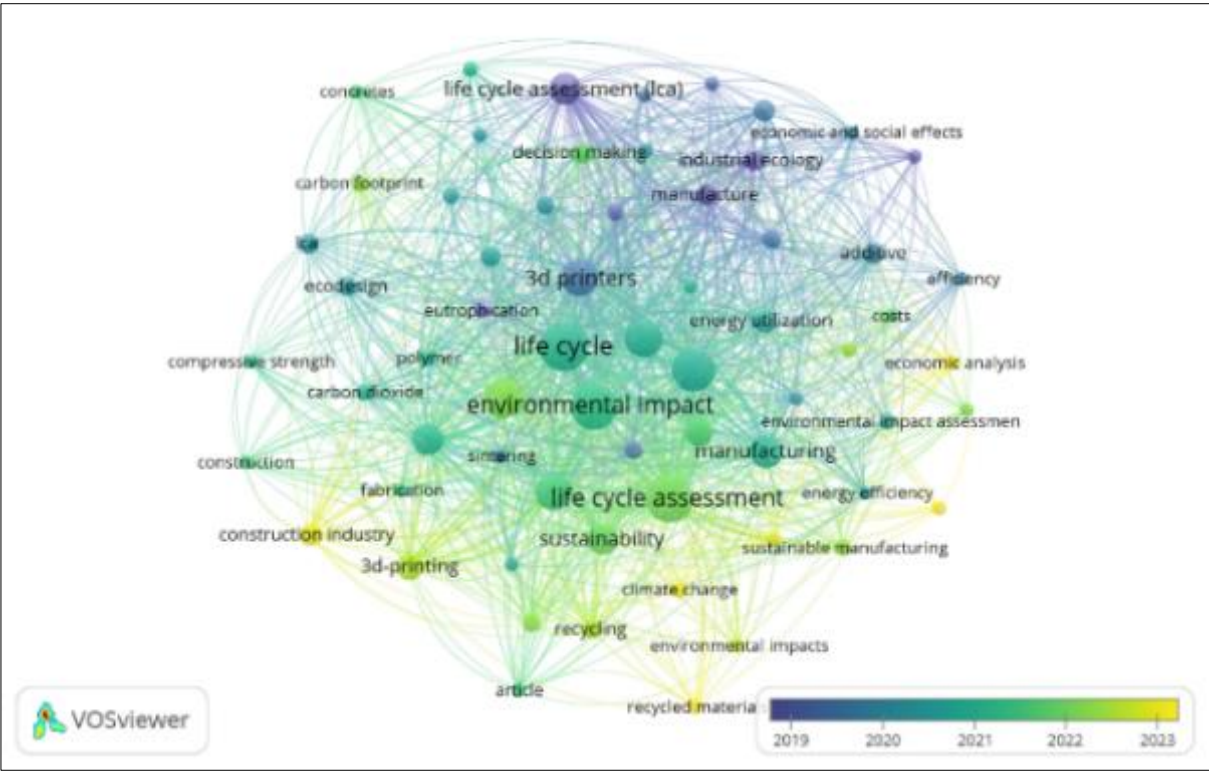 life cycle assessment (lca)
concretes
economic and social effects
decision making
industrial ecology
carbon footprint
manufacture
lca
additive
3d printers
efficiency
ecodesign
eutrophication
costs
energy utilization
life cycle
polymer
compressive strength
economic analysis
carbon dioxide
environmental impact
environmental impact assessmen
manufacturing
sintering
construction
fabrication
energy efficiency
life cycle assessment
construction industry
sustainability
sustainable manufacturing
3d-printing
climate change
recycling
environmental impacts
article
recycled materia
VOSviewer
2019 2020 2021 2022 2023